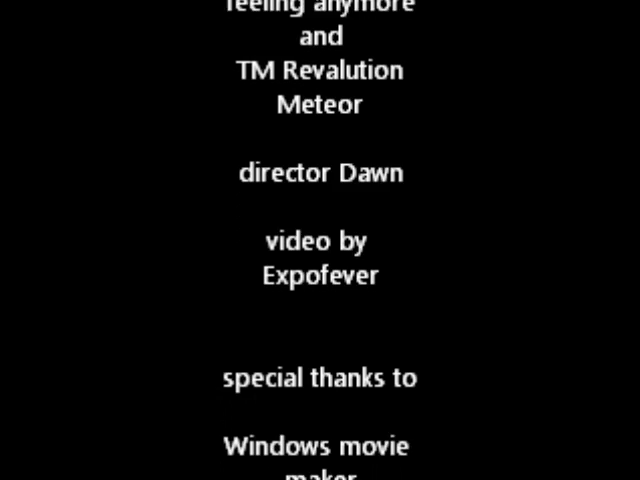 feeling anymore
and
TM Revalution
Meteor
director Dawn
video by
Expofever
special thanks to
Windows movie
maker